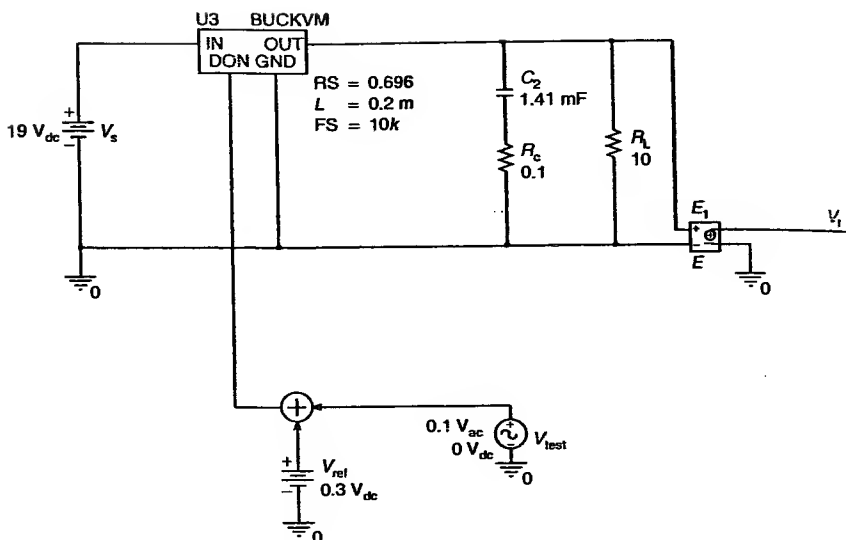 U3 BUCKVM
IN OUT
DON GND
RS = 0.696
L = 0.2 m
FS = 10k
C2
1.41 mF
Rc
0.1
RL
10
+
19 Vdc
−
Vs
0
E1
+
−
E
V1
0
+
0.1 Vac
0 Vdc
+
−
Vtest
0
+
−
Vref
0.3 Vdc
0